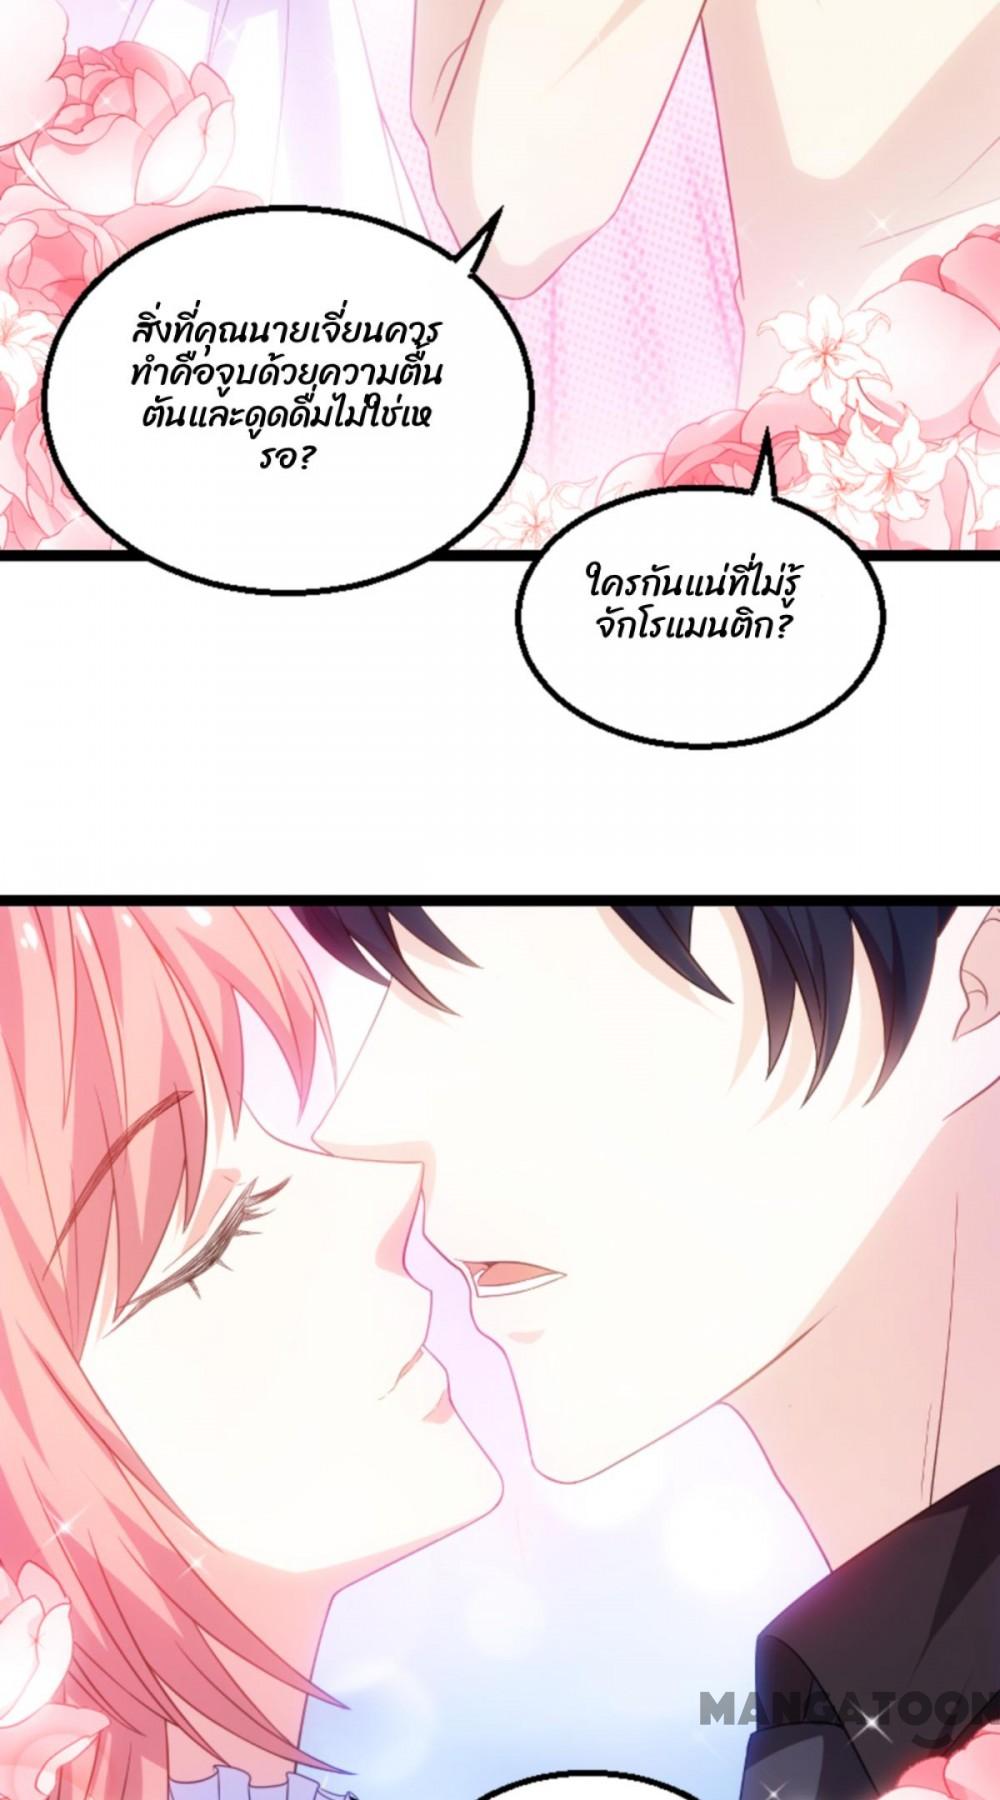 สิ่งที่คุณนายเจี่ยนควร
ทำคือจูบด้วยความตื้น
ตันและดูดดื่มไม่ใช่เห
รอ?
ใครกันแน่ที่ไม่รู้
จักโรแมนติก?
MANGATOON